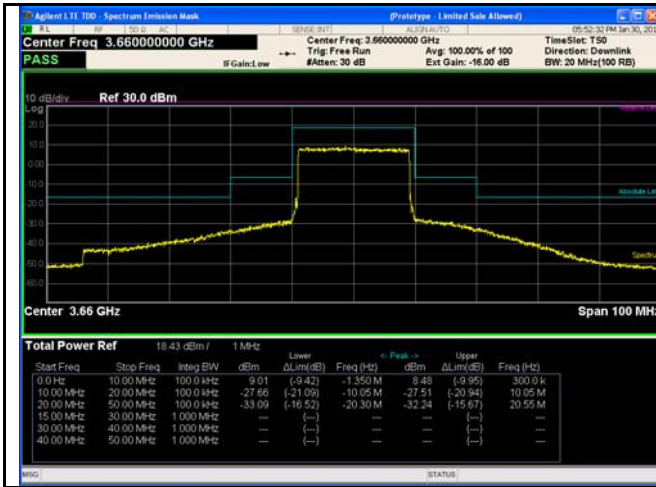 Agilent LTE TDD - Spectrum Emission Mask (Prototype - Limited Sale Allowed)
RL RF 50 Ω AC SENSE:INT ALIGN AUTO 05:52:32 PM Jan 30, 201
Center Freq 3.660000000 GHz
PASS
IFGain:Low
Center Freq: 3.660000000 GHz
Trig: Free Run
#Atten: 30 dB
Avg: 100.00% of 100
Ext Gain: -16.00 dB
TimeSlot: TS0
Direction: Downlink
BW: 20 MHz(100 RB)
10 dB/div Ref 30.0 dBm
Log
20.0
10.0
0.00
-10.0
Absolute Lim
-20.0
-30.0
-40.0
Spectru
-50.0
-60.0
Center 3.66 GHz Span 100 MHz
Total Power Ref 18.43 dBm / 1 MHz
Lower <- Peak -> Upper
Start Freq Stop Freq Integ BW dBm ΔLim(dB) Freq (Hz) dBm ΔLim(dB) Freq (Hz)
0.0 Hz 10.00 MHz 100.0 kHz 9.01 (-9.42) -1.350 M 8.48 (-9.95) 300.0 k
10.00 MHz 20.00 MHz 100.0 kHz -27.66 (-21.09) -10.05 M -27.51 (-20.94) 10.05 M
20.00 MHz 50.00 MHz 100.0 kHz -33.09 (-16.52) -20.30 M -32.24 (-15.67) 20.55 M
15.00 MHz 30.00 MHz 1.000 MHz --- (---) --- (---)
30.00 MHz 40.00 MHz 1.000 MHz --- (---) --- (---)
40.00 MHz 50.00 MHz 1.000 MHz --- (---) --- (---)
MSG STATUS